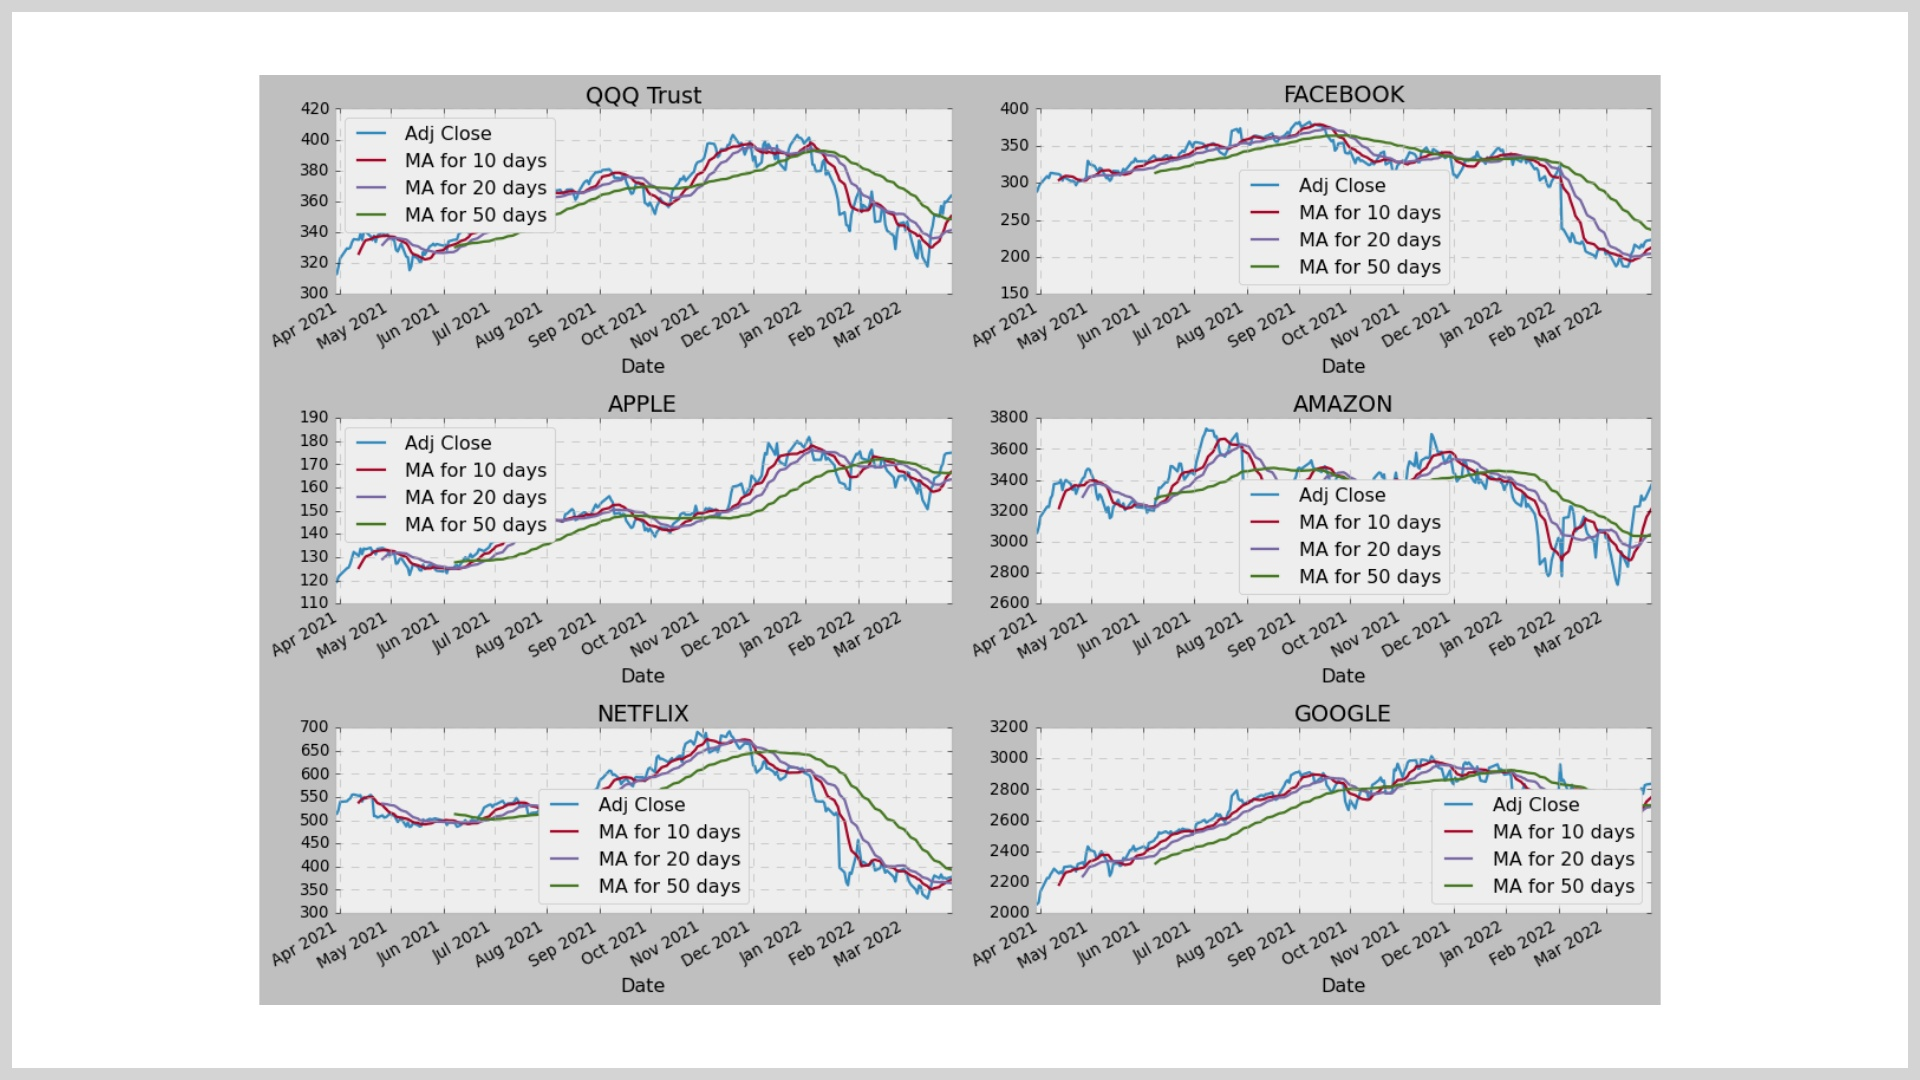 QQQ Trust
420
400
380
360
340
320
300
Adj Close
MA for 10 days
MA for 20 days
MA for 50 days
Apr 2021
May 2021
Jun 2021
Jul 2021
Aug 2021
Sep 2021
Oct 2021
Nov 2021
Dec 2021
Jan 2022
Feb 2022
Mar 2022
Date
FACEBOOK
400
350
300
250
200
150
Adj Close
MA for 10 days
MA for 20 days
MA for 50 days
Apr 2021
May 2021
Jun 2021
Jul 2021
Aug 2021
Sep 2021
Oct 2021
Nov 2021
Dec 2021
Jan 2022
Feb 2022
Mar 2022
Date
APPLE
190
180
170
160
150
140
130
120
110
Adj Close
MA for 10 days
MA for 20 days
MA for 50 days
Apr 2021
May 2021
Jun 2021
Jul 2021
Aug 2021
Sep 2021
Oct 2021
Nov 2021
Dec 2021
Jan 2022
Feb 2022
Mar 2022
Date
AMAZON
3800
3600
3400
3200
3000
2800
2600
Adj Close
MA for 10 days
MA for 20 days
MA for 50 days
Apr 2021
May 2021
Jun 2021
Jul 2021
Aug 2021
Sep 2021
Oct 2021
Nov 2021
Dec 2021
Jan 2022
Feb 2022
Mar 2022
Date
NETFLIX
700
650
600
550
500
450
400
350
300
Adj Close
MA for 10 days
MA for 20 days
MA for 50 days
Apr 2021
May 2021
Jun 2021
Jul 2021
Aug 2021
Sep 2021
Oct 2021
Nov 2021
Dec 2021
Jan 2022
Feb 2022
Mar 2022
Date
GOOGLE
3200
3000
2800
2600
2400
2200
2000
Adj Close
MA for 10 days
MA for 20 days
MA for 50 days
Apr 2021
May 2021
Jun 2021
Jul 2021
Aug 2021
Sep 2021
Oct 2021
Nov 2021
Dec 2021
Jan 2022
Feb 2022
Mar 2022
Date